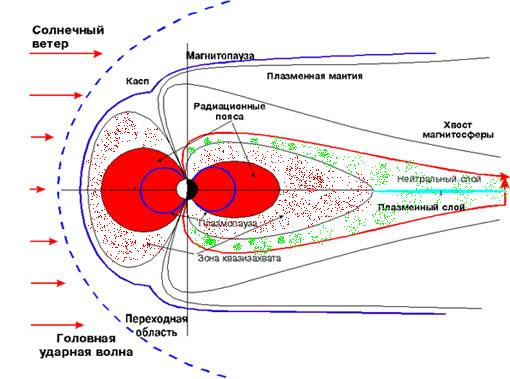 Солнечный
ветер
Магнитопауза
Касп
Плазменная мантия
Радиационные
пояса
Хвост
магнитосферы
Нейтральный слой
Плазменный слой
Плазмопауза
Зона квазизахвата
Переходная
область
Головная
ударная волна